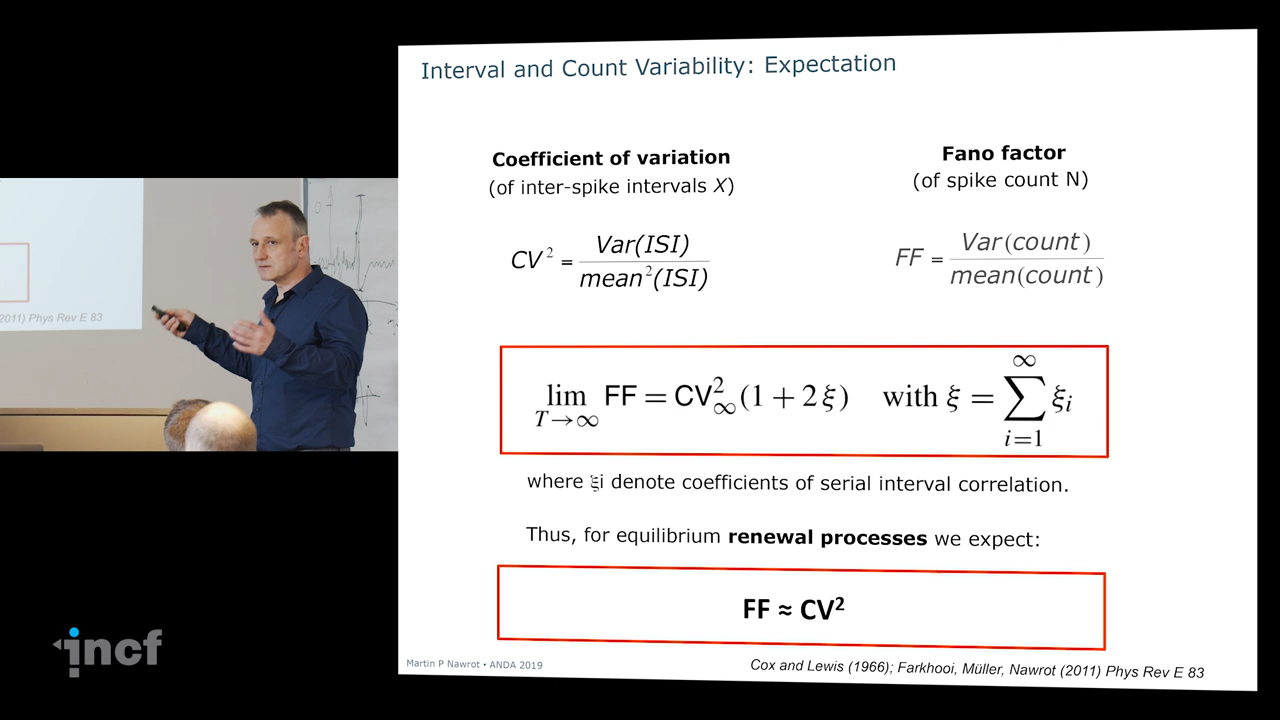 Interval and Count Variability: Expectation
Coefficient of variation
(of inter-spike intervals X)
CV² = Var(ISI) / mean²(ISI)
Fano factor
(of spike count N)
FF = Var(count) / mean(count)
lim T→∞ FF = CV²∞ (1 + 2ξ) with ξ = ∑ i=1 ∞ ξi
where ξi denote coefficients of serial interval correlation.
Thus, for equilibrium renewal processes we expect:
FF ≈ CV²
Martin P Nawrot • ANDA 2019
Cox and Lewis (1966); Farkhooi, Müller, Nawrot (2011) Phys Rev E 83
2011) Phys Rev E 83
incf